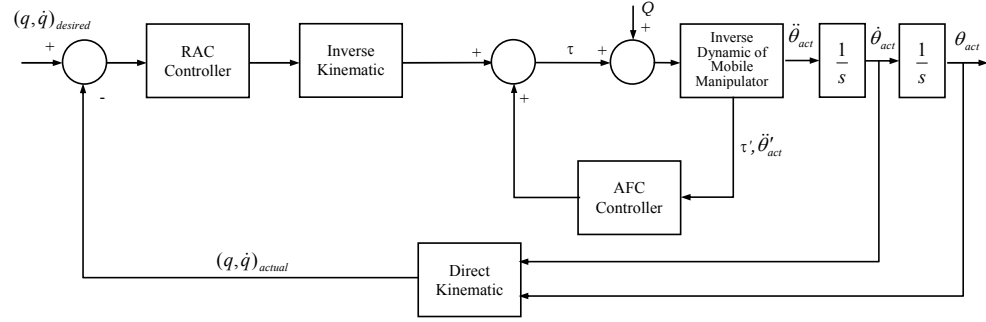 (q, q̇)desired
+
-
RAC
Controller
Inverse
Kinematic
+
+
τ
Q
+
+
Inverse
Dynamic of
Mobile
Manipulator
θ̈act
1
s
θ̇act
1
s
θact
τ', θ̈'act
AFC
Controller
(q, q̇)actual
Direct
Kinematic